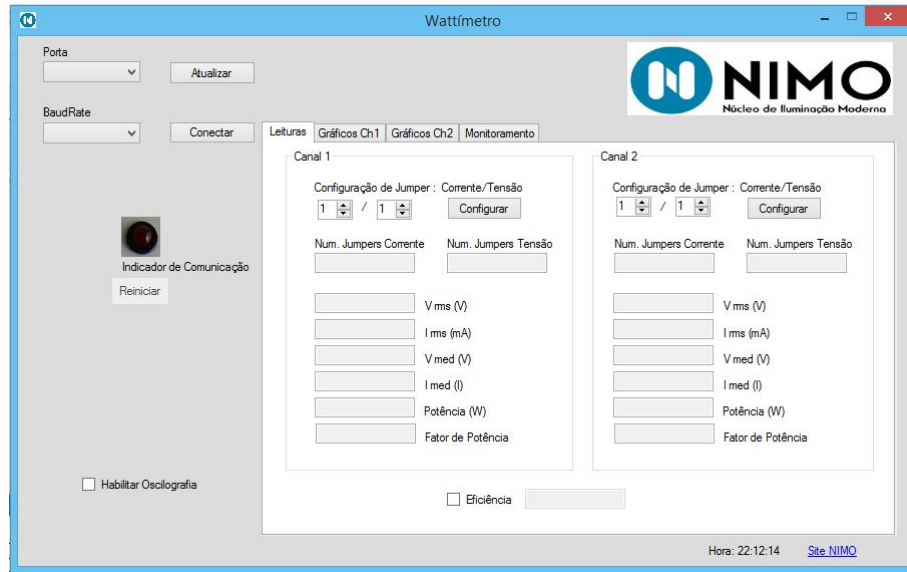 Wattímetro
Porta
Atualizar
NIMO
Núcleo de Iluminação Moderna
BaudRate
Conectar
Leituras Gráficos Ch1 Gráficos Ch2 Monitoramento
Canal 1
Configuração de Jumper : Corrente/Tensão
1 / 1 Configurar
Num. Jumpers Corrente Num. Jumpers Tensão
V rms (V)
I rms (mA)
V med (V)
I med (I)
Potência (W)
Fator de Potência
Canal 2
Configuração de Jumper : Corrente/Tensão
1 / 1 Configurar
Num. Jumpers Corrente Num. Jumpers Tensão
V rms (V)
I rms (mA)
V med (V)
I med (I)
Potência (W)
Fator de Potência
Indicador de Comunicação
Reiniciar
Habilitar Oscilografia
Eficiência
Hora: 22:12:14 Site NIMO